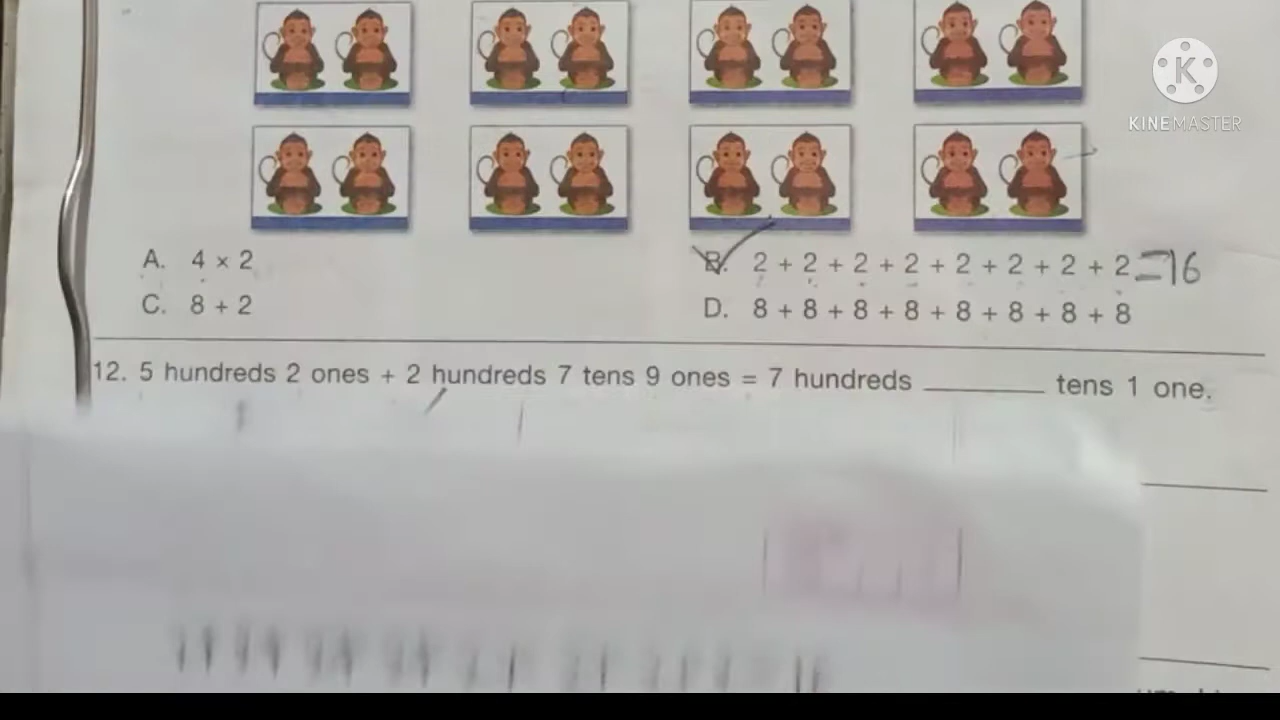 KINEMASTER
A. 4 × 2
B. 2 + 2 + 2 + 2 + 2 + 2 + 2 + 2 =16
C. 8 + 2
D. 8 + 8 + 8 + 8 + 8 + 8 + 8 + 8
12. 5 hundreds 2 ones + 2 hundreds 7 tens 9 ones = 7 hundreds ________ tens 1 one.